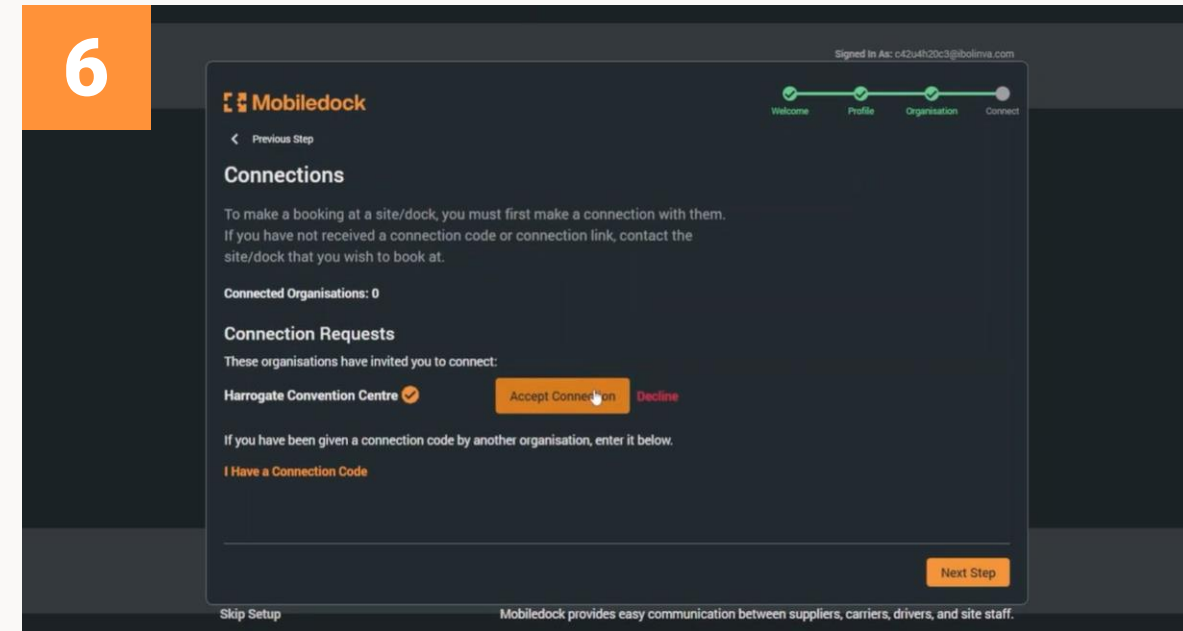 6
Signed In As: c42u4h20c3@ibolinva.com
Mobiledock
Welcome Profile Organisation Connect
Previous Step
Connections
To make a booking at a site/dock, you must first make a connection with them.
If you have not received a connection code or connection link, contact the
site/dock that you wish to book at.
Connected Organisations: 0
Connection Requests
These organisations have invited you to connect:
Harrogate Convention Centre Accept Connection Decline
If you have been given a connection code by another organisation, enter it below.
I Have a Connection Code
Next Step
Skip Setup Mobiledock provides easy communication between suppliers, carriers, drivers, and site staff.